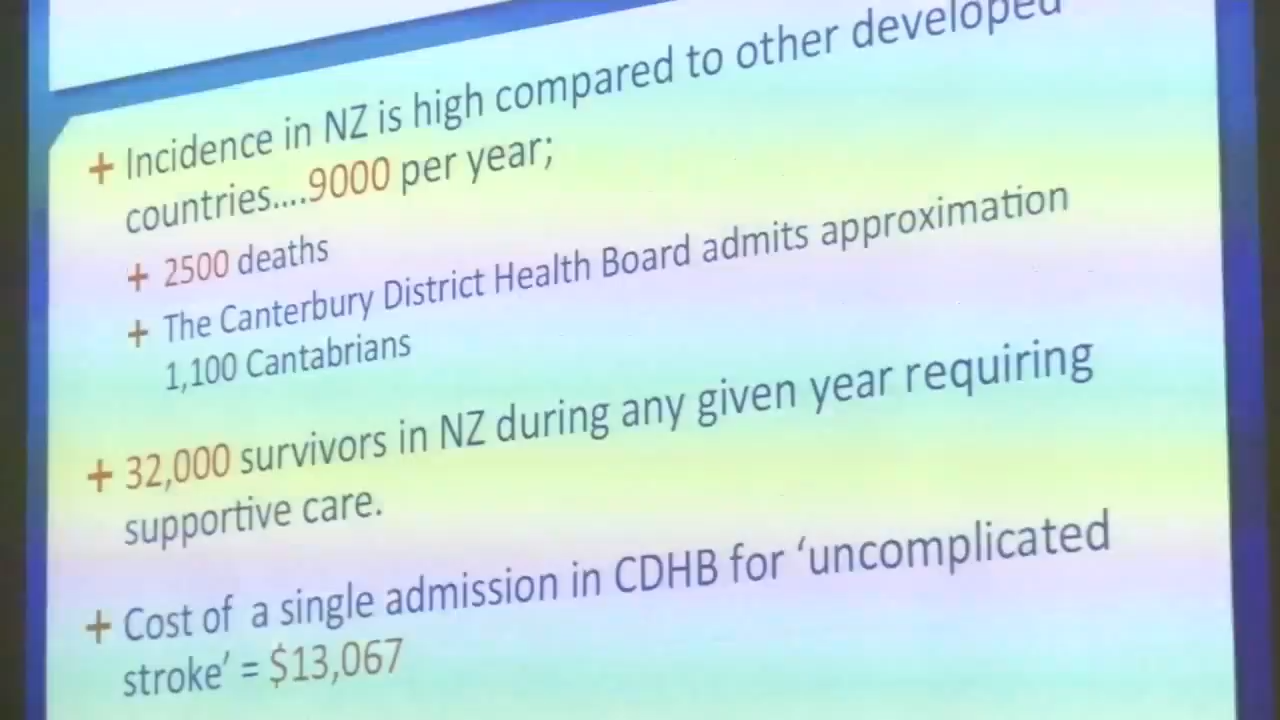 + Incidence in NZ is high compared to other developed
countries....9000 per year;
+ 2500 deaths
+ The Canterbury District Health Board admits approximation
1,100 Cantabrians
+ 32,000 survivors in NZ during any given year requiring
supportive care.
+ Cost of a single admission in CDHB for ‘uncomplicated
stroke’ = $13,067